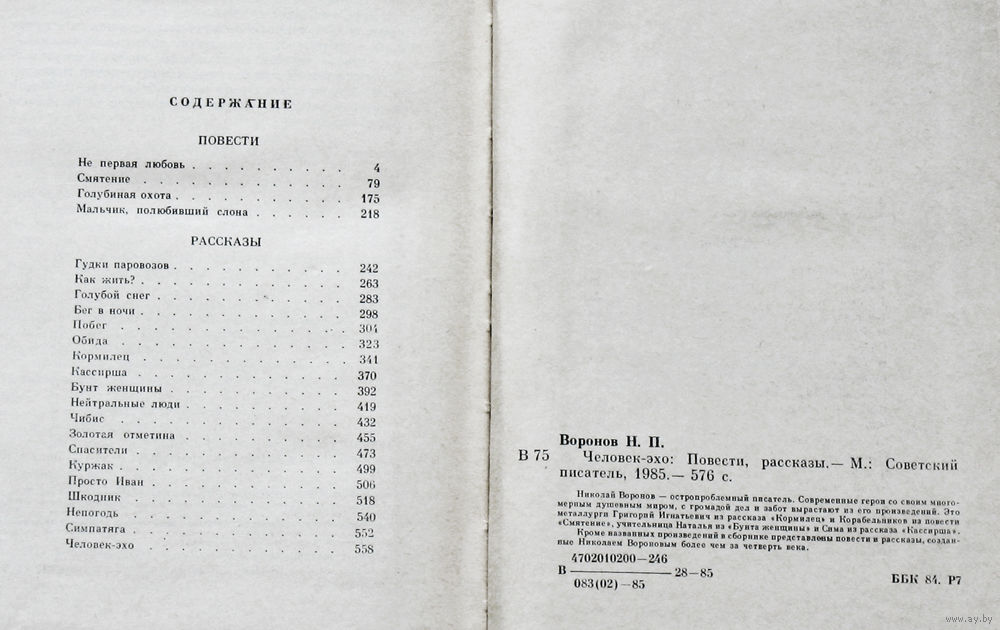 СОДЕРЖАНИЕ
ПОВЕСТИ
Не первая любовь . . . . . . . . . 4
Смятение . . . . . . . . . . . 79
Голубиная охота . . . . . . . . . 175
Мальчик, полюбивший слона . . . . . . 218
РАССКАЗЫ
Гудки паровозов . . . . . . . . . . 242
Как жить? . . . . . . . . . . . 263
Голубой снег . . . . . . . . . . 283
Бег в ночи . . . . . . . . . . . 298
Побег . . . . . . . . . . . . 304
Обида . . . . . . . . . . . . 323
Кормилец . . . . . . . . . . . 341
Кассирша . . . . . . . . . . . 370
Бунт женщины . . . . . . . . . . 392
Нейтральные люди . . . . . . . . . 419
Чибис . . . . . . . . . . . . 432
Золотая отметина . . . . . . . . . 455
Спасители . . . . . . . . . . . 473
Куржак . . . . . . . . . . . . 499
Просто Иван . . . . . . . . . . 506
Шкодник . . . . . . . . . . . 518
Непогодь . . . . . . . . . . . 540
Симпатяга . . . . . . . . . . . 552
Человек-эхо . . . . . . . . . . 558
Воронов Н. П.
В 75 Человек-эхо: Повести, рассказы.— М.: Советский
писатель, 1985.— 576 с.
Николай Воронов — остропроблемный писатель. Современные герои со своим много-
мерным душевным миром, с громадой дел и забот вырастают из его произведений. Это
металлурги Григорий Игнатьевич из рассказа «Кормилец» и Корабельников из повести
«Смятение», учительница Наталья из «Бунта женщины» и Сима из рассказа «Кассирша».
Кроме названных произведений в сборнике представлены повести и рассказы, создан-
ные Николаем Вороновым более чем за четверть века.
4702010200—246
В ——— 28—85
083(02)—85
ББК 84. Р7
www.ay.by